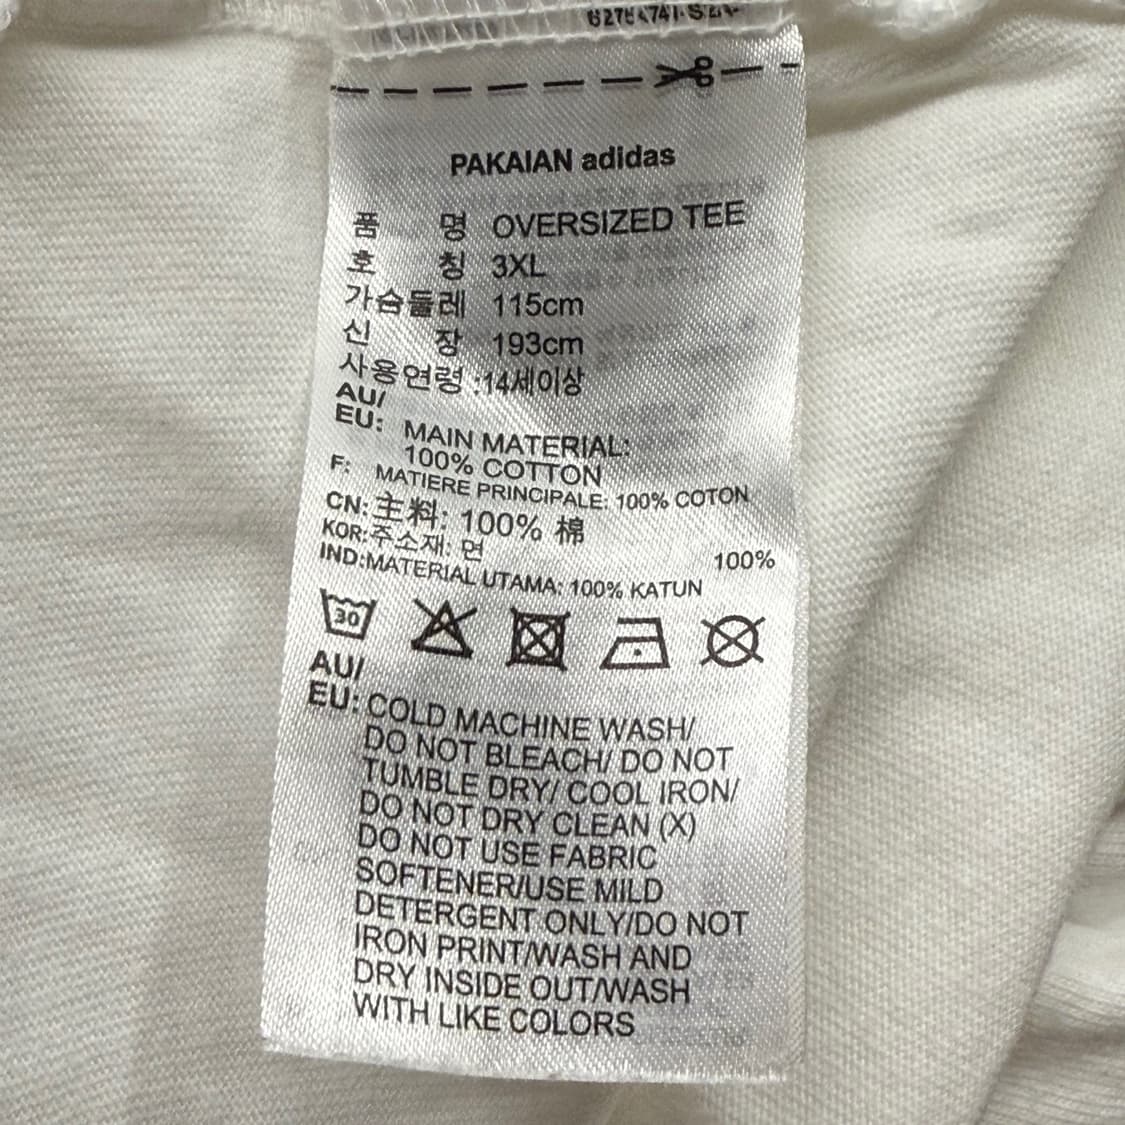 PAKAIAN adidas
품 명 OVERSIZED TEE
호 칭 3XL
가슴둘레 115cm
신 장 193cm
사용연령 :14세이상
AU/
EU: MAIN MATERIAL:
100% COTTON
F: MATIERE PRINCIPALE: 100% COTON
CN:主料: 100% 棉
KOR:주소재: 면 100%
IND:MATERIAL UTAMA: 100% KATUN
30
AU/
EU: COLD MACHINE WASH/
DO NOT BLEACH/ DO NOT
TUMBLE DRY/ COOL IRON/
DO NOT DRY CLEAN (X)
DO NOT USE FABRIC
SOFTENER/USE MILD
DETERGENT ONLY/DO NOT
IRON PRINT/WASH AND
DRY INSIDE OUT/WASH
WITH LIKE COLORS